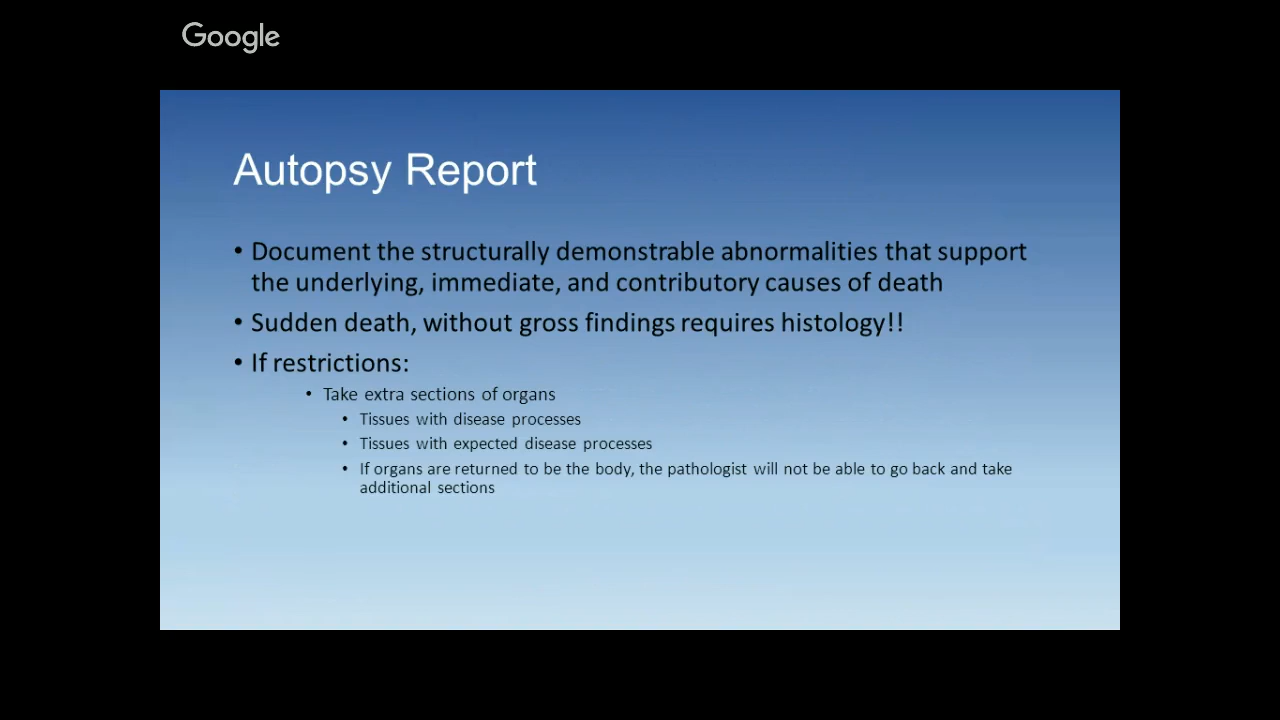 Google
Autopsy Report
• Document the structurally demonstrable abnormalities that support
the underlying, immediate, and contributory causes of death
• Sudden death, without gross findings requires histology!!
• If restrictions:
• Take extra sections of organs
• Tissues with disease processes
• Tissues with expected disease processes
• If organs are returned to be the body, the pathologist will not be able to go back and take
additional sections